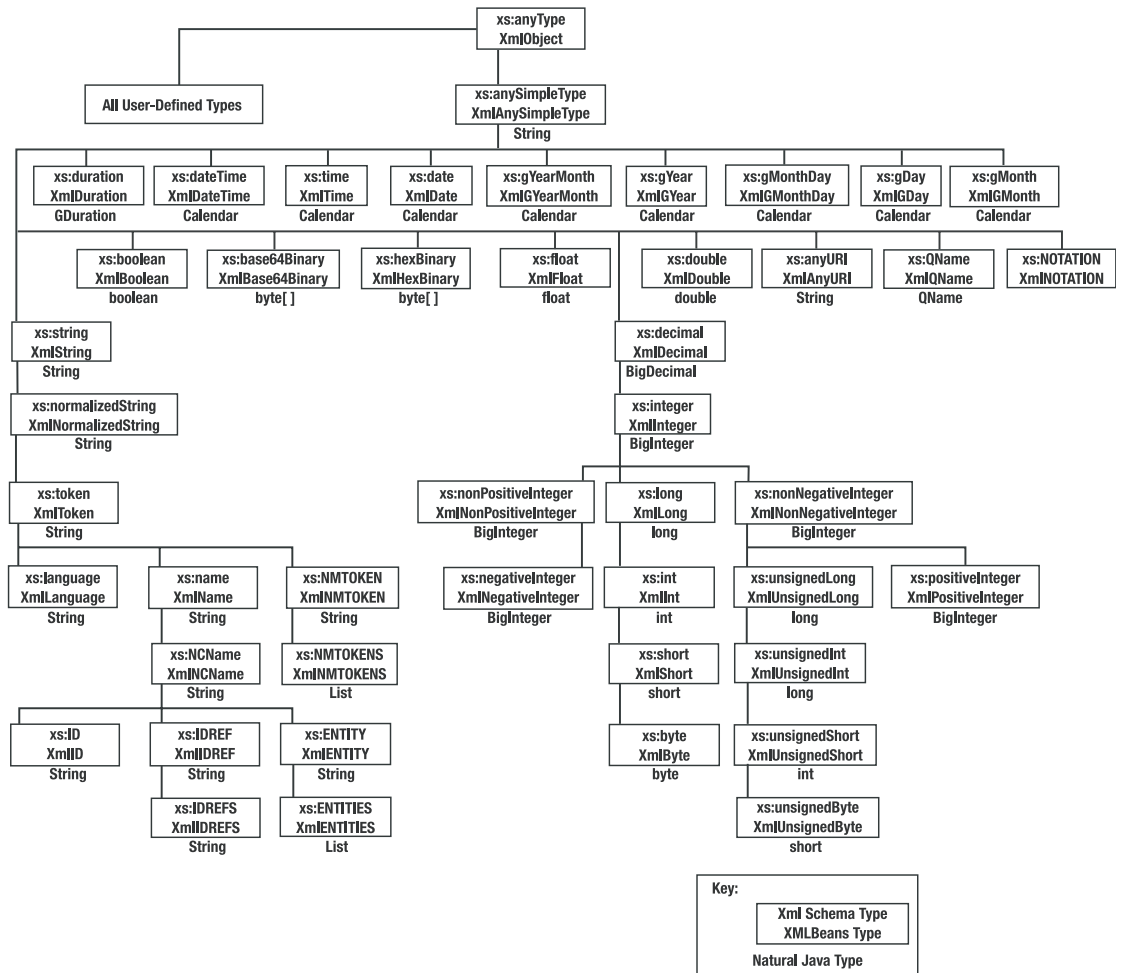 xs:anyType
XmlObject
All User-Defined Types
xs:anySimpleType
XmlAnySimpleType
String
xs:duration
XmlDuration
GDuration
xs:dateTime
XmlDateTime
Calendar
xs:time
XmlTime
Calendar
xs:date
XmlDate
Calendar
xs:gYearMonth
XmlGYearMonth
Calendar
xs:gYear
XmlGYear
Calendar
xs:gMonthDay
XmlGMonthDay
Calendar
xs:gDay
XmlGDay
Calendar
xs:gMonth
XmlGMonth
Calendar
xs:boolean
XmlBoolean
boolean
xs:base64Binary
XmlBase64Binary
byte[ ]
xs:hexBinary
XmlHexBinary
byte[ ]
xs:float
XmlFloat
float
xs:double
XmlDouble
double
xs:anyURI
XmlAnyURI
String
xs:QName
XmlQName
QName
xs:NOTATION
XmlNOTATION
xs:string
XmlString
String
xs:decimal
XmlDecimal
BigDecimal
xs:normalizedString
XmlNormalizedString
String
xs:integer
XmlInteger
BigInteger
xs:token
XmlToken
String
xs:nonPositiveInteger
XmlNonPositiveInteger
BigInteger
xs:long
XmlLong
long
xs:nonNegativeInteger
XmlNonNegativeInteger
BigInteger
xs:language
XmlLanguage
String
xs:name
XmlName
String
xs:NMTOKEN
XmlNMTOKEN
String
xs:negativeInteger
XmlNegativeInteger
BigInteger
xs:int
XmlInt
int
xs:unsignedLong
XmlUnsignedLong
long
xs:positiveInteger
XmlPositiveInteger
BigInteger
xs:NCName
XmlNCName
String
xs:NMTOKENS
XmlNMTOKENS
List
xs:short
XmlShort
short
xs:unsignedInt
XmlUnsignedInt
long
xs:ID
XmlID
String
xs:IDREF
XmlIDREF
String
xs:ENTITY
XmlENTITY
String
xs:byte
XmlByte
byte
xs:unsignedShort
XmlUnsignedShort
int
xs:IDREFS
XmlIDREFS
String
xs:ENTITIES
XmlENTITIES
List
xs:unsignedByte
XmlUnsignedByte
short
Key:
Xml Schema Type
XMLBeans Type
Natural Java Type